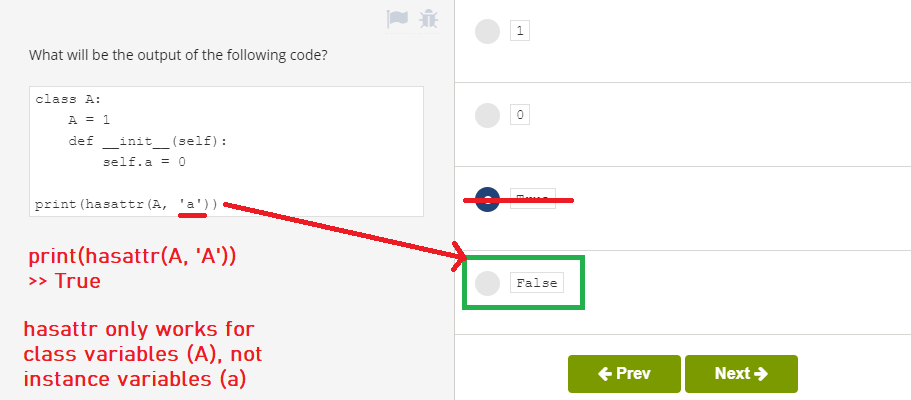 What will be the output of the following code?
class A:
    A = 1
    def __init__(self):
        self.a = 0
print(hasattr(A, 'a'))
print(hasattr(A, 'A'))
>> True
hasattr only works for
class variables (A), not
instance variables (a)
1
0
True
False
Prev
Next